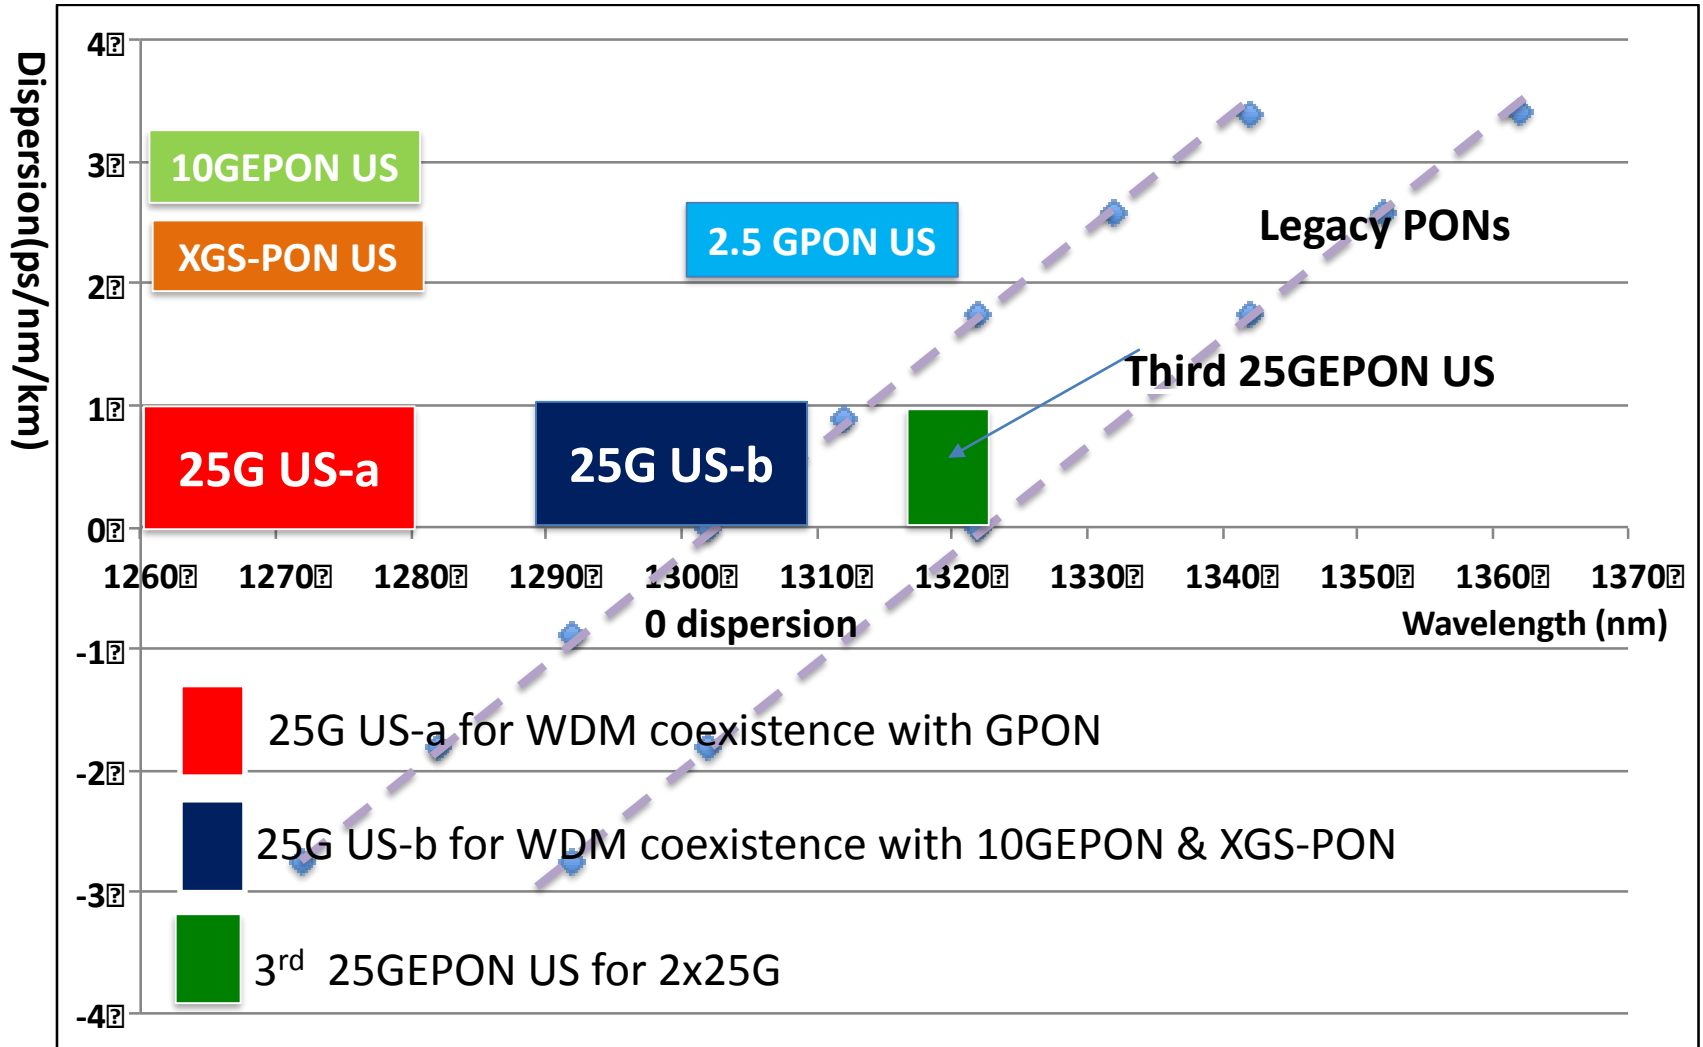 Dispersion(ps/nm/km)
4
3
2
1
0
-1
-2
-3
-4
10GEPON US
XGS-PON US
2.5 GPON US
Legacy PONs
Third 25GEPON US
25G US-a
25G US-b
1260 1270 1280 1290 1300 1310 1320 1330 1340 1350 1360 1370
0 dispersion
Wavelength (nm)
25G US-a for WDM coexistence with GPON
25G US-b for WDM coexistence with 10GEPON & XGS-PON
3rd 25GEPON US for 2x25G